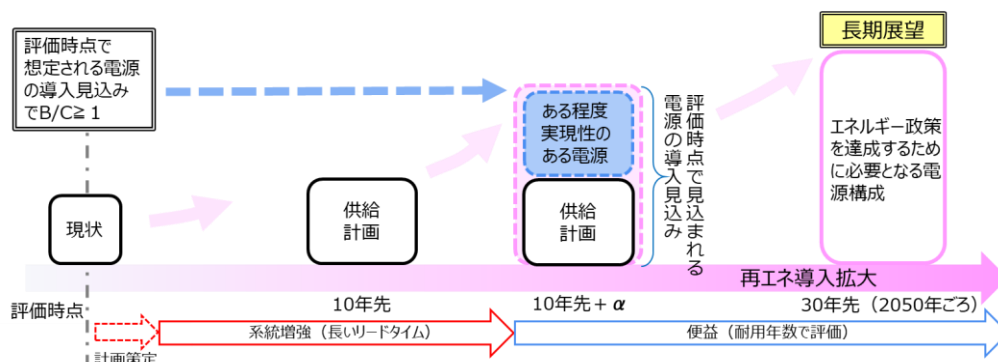 長期展望
評価時点で
想定される電源
の導入見込み
でB/C≧1
ある程度
実現性の
ある電源
評価時点で見込まれる
電源の導入見込み
エネルギー政策
を達成するため
に必要となる電
源構成
現状
供給
計画
供給
計画
再エネ導入拡大
評価時点
10年先
10年先+α
30年先(2050年ごろ)
系統増強(長いリードタイム)
便益(耐用年数で評価)
計画策定